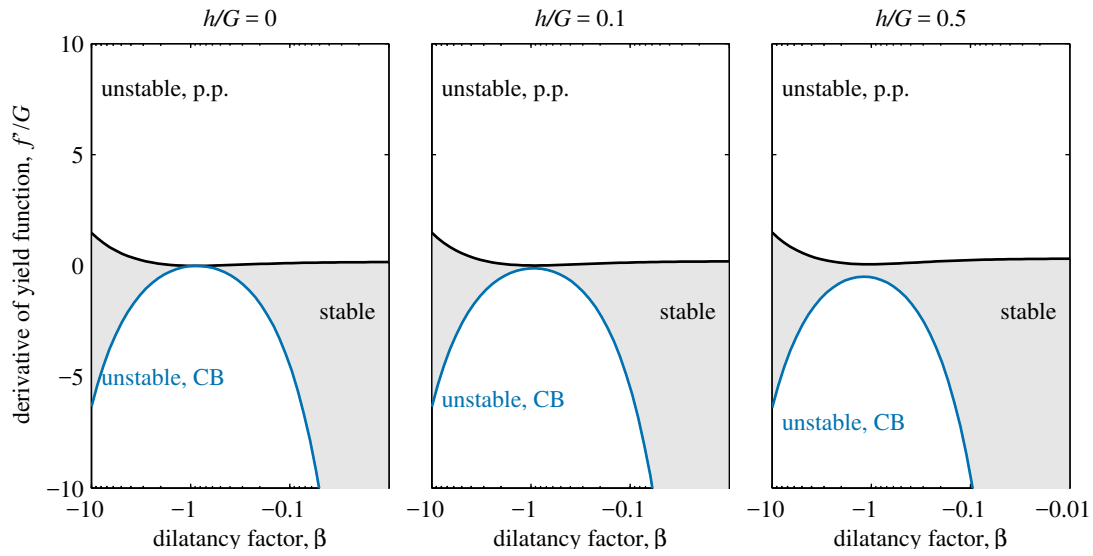 h/G = 0
h/G = 0.1
h/G = 0.5
derivative of yield function, f'/G
10
5
0
−5
−10
unstable, p.p.
stable
unstable, CB
unstable, p.p.
stable
unstable, CB
unstable, p.p.
stable
unstable, CB
−10 −1 −0.1
−10 −1 −0.1
−10 −1 −0.1 −0.01
dilatancy factor, β
dilatancy factor, β
dilatancy factor, β